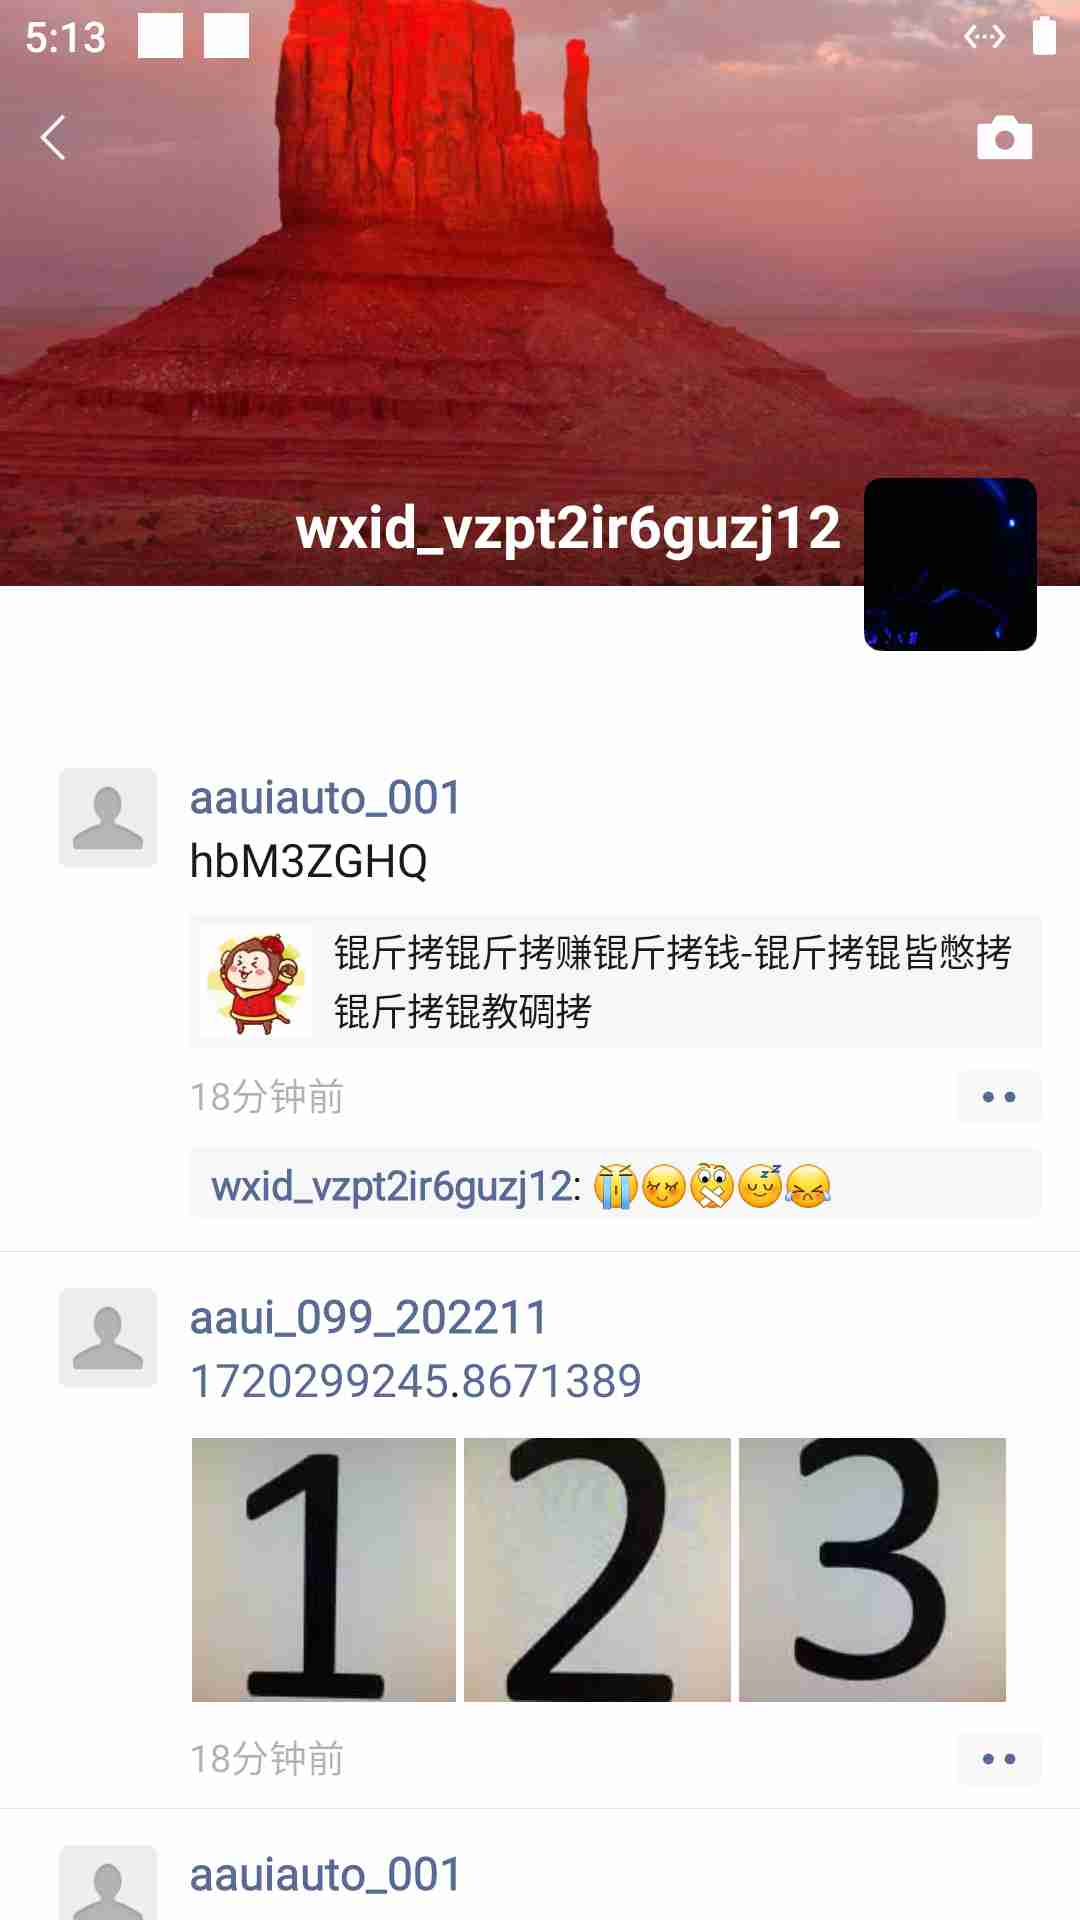 5:13
wxid_vzpt2ir6guzj12
aauiauto_001
hbM3ZGHQ
锟斤拷锟斤拷赚锟斤拷钱-锟斤拷锟皆憋拷
锟斤拷锟教碉拷
18分钟前
wxid_vzpt2ir6guzj12:
aaui_099_202211
1720299245.8671389
1 2 3
18分钟前
aauiauto_001